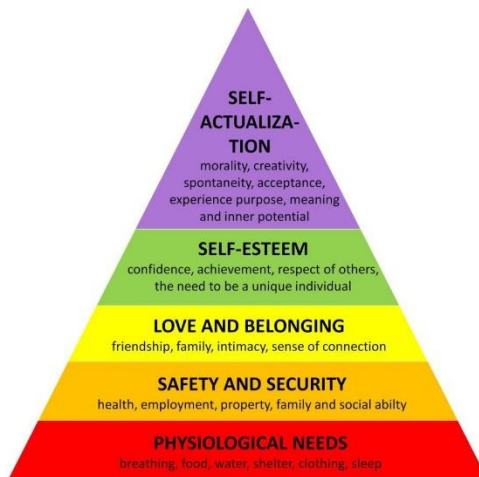 SELF-
ACTUALIZA-
TION
morality, creativity,
spontaneity, acceptance,
experience purpose, meaning
and inner potential
SELF-ESTEEM
confidence, achievement, respect of others,
the need to be a unique individual
LOVE AND BELONGING
friendship, family, intimacy, sense of connection
SAFETY AND SECURITY
health, employment, property, family and social abilty
PHYSIOLOGICAL NEEDS
breathing, food, water, shelter, clothing, sleep